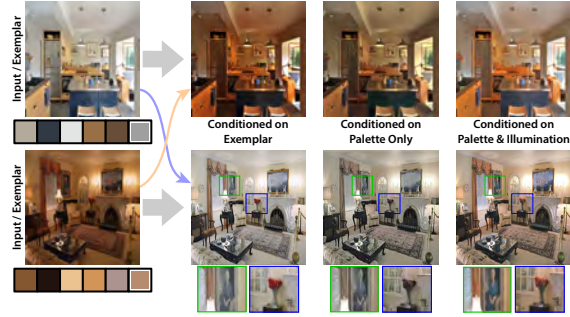 Input / Exemplar
Conditioned on
Exemplar
Conditioned on
Palette Only
Conditioned on
Palette & Illumination
Input / Exemplar